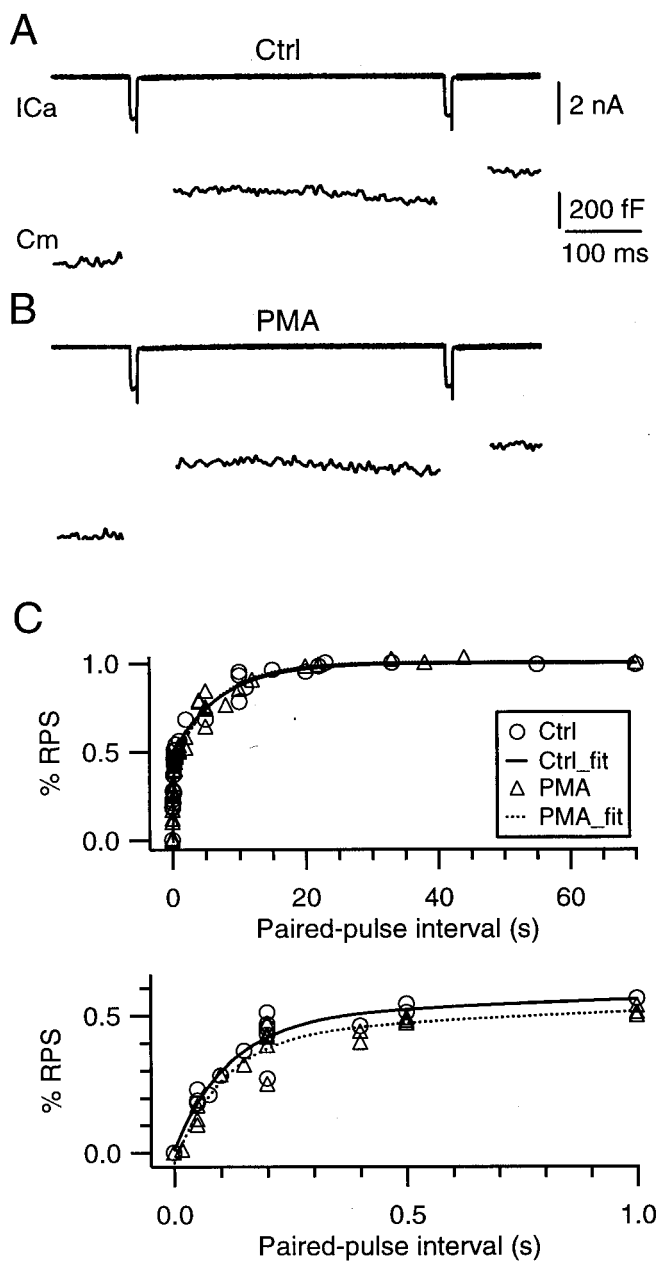 A
Ctrl
ICa
2 nA
Cm
200 fF
100 ms
B
PMA
C
% RPS
1.0
0.5
0.0
Ctrl
Ctrl_fit
PMA
PMA_fit
0 20 40 60
Paired-pulse interval (s)
% RPS
0.5
0.0
0.0 0.5 1.0
Paired-pulse interval (s)